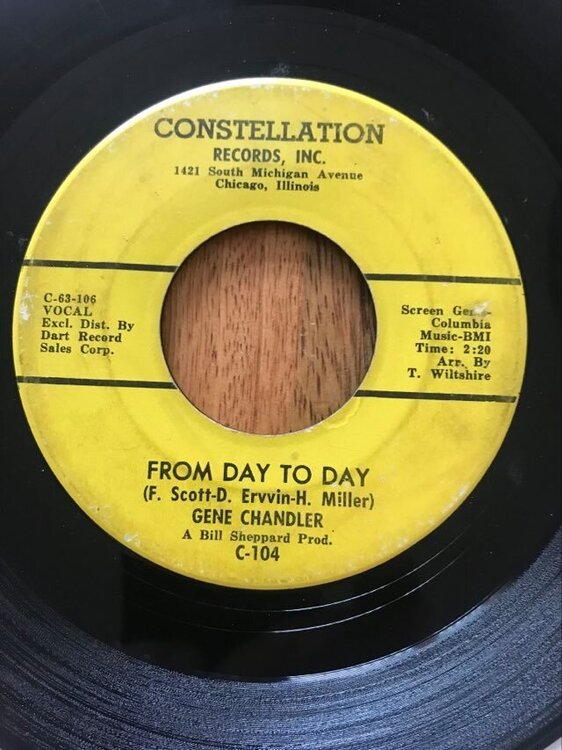 CONSTELLATION
RECORDS, INC.
1421 South Michigan Avenue
Chicago, Illinois
C-63-106
VOCAL
Excl. Dist. By
Dart Record
Sales Corp.
Screen Gems-
Columbia
Music-BMI
Time: 2:20
Arr. By
T. Wiltshire
FROM DAY TO DAY
(F. Scott-D. Ervvin-H. Miller)
GENE CHANDLER
A Bill Sheppard Prod.
C-104